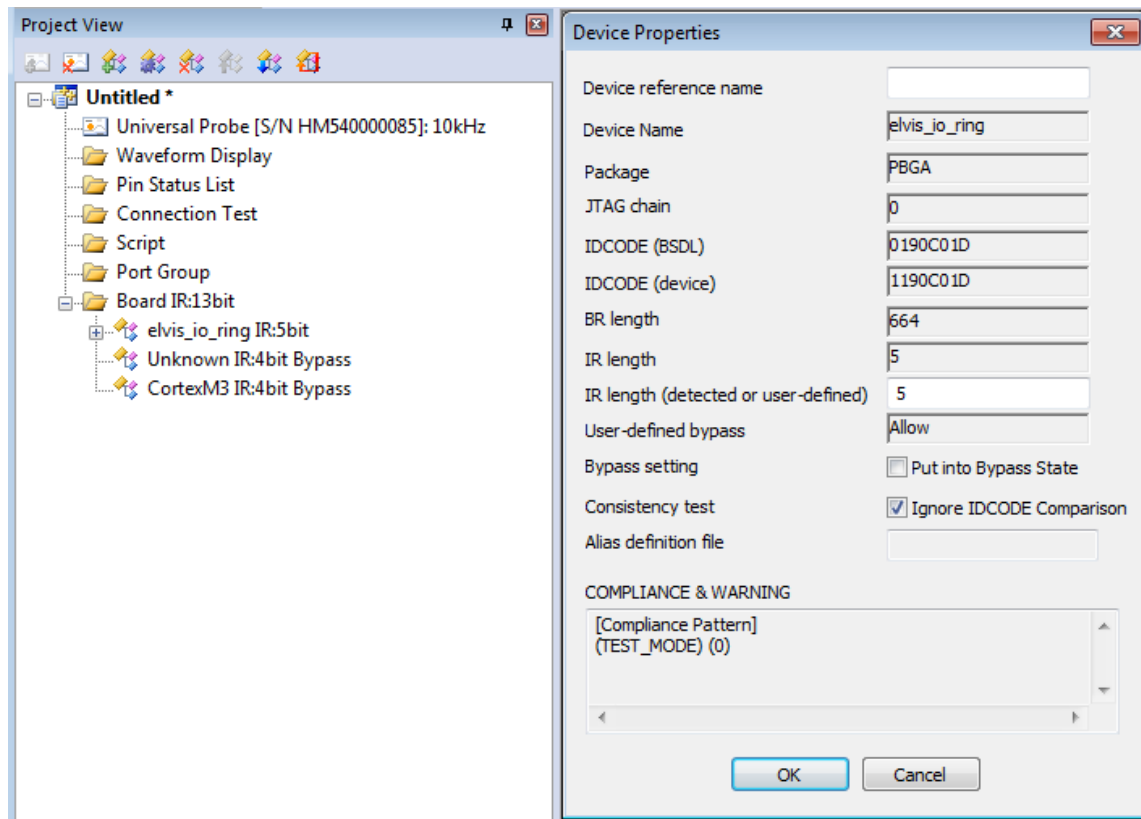 Project View
Untitled *
Universal Probe [S/N HM540000085]: 10kHz
Waveform Display
Pin Status List
Connection Test
Script
Port Group
Board IR:13bit
elvis_io_ring IR:5bit
Unknown IR:4bit Bypass
CortexM3 IR:4bit Bypass
Device Properties
Device reference name
Device Name elvis_io_ring
Package PBGA
JTAG chain 0
IDCODE (BSDL) 0190C01D
IDCODE (device) 1190C01D
BR length 664
IR length 5
IR length (detected or user-defined) 5
User-defined bypass Allow
Bypass setting Put into Bypass State
Consistency test Ignore IDCODE Comparison
Alias definition file
COMPLIANCE & WARNING
[Compliance Pattern]
(TEST_MODE) (0)
OK Cancel